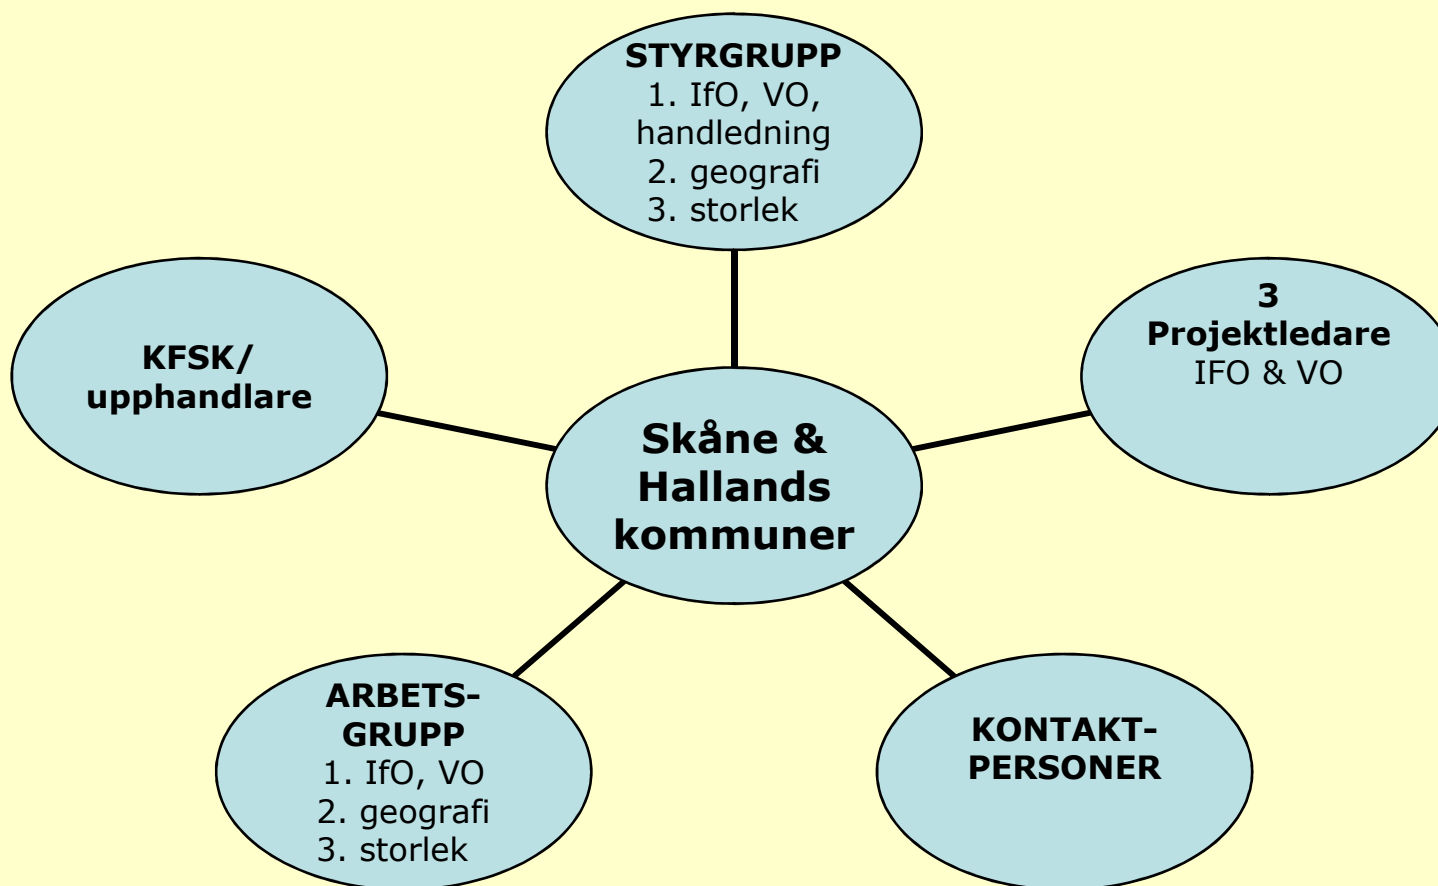 STYRGRUPP
1. IfO, VO,
handledning
2. geografi
3. storlek
KFSK/
upphandlare
3
Projektledare
IFO & VO
Skåne &
Hallands
kommuner
ARBETS-
GRUPP
1. IfO, VO
2. geografi
3. storlek
KONTAKT-
PERSONER